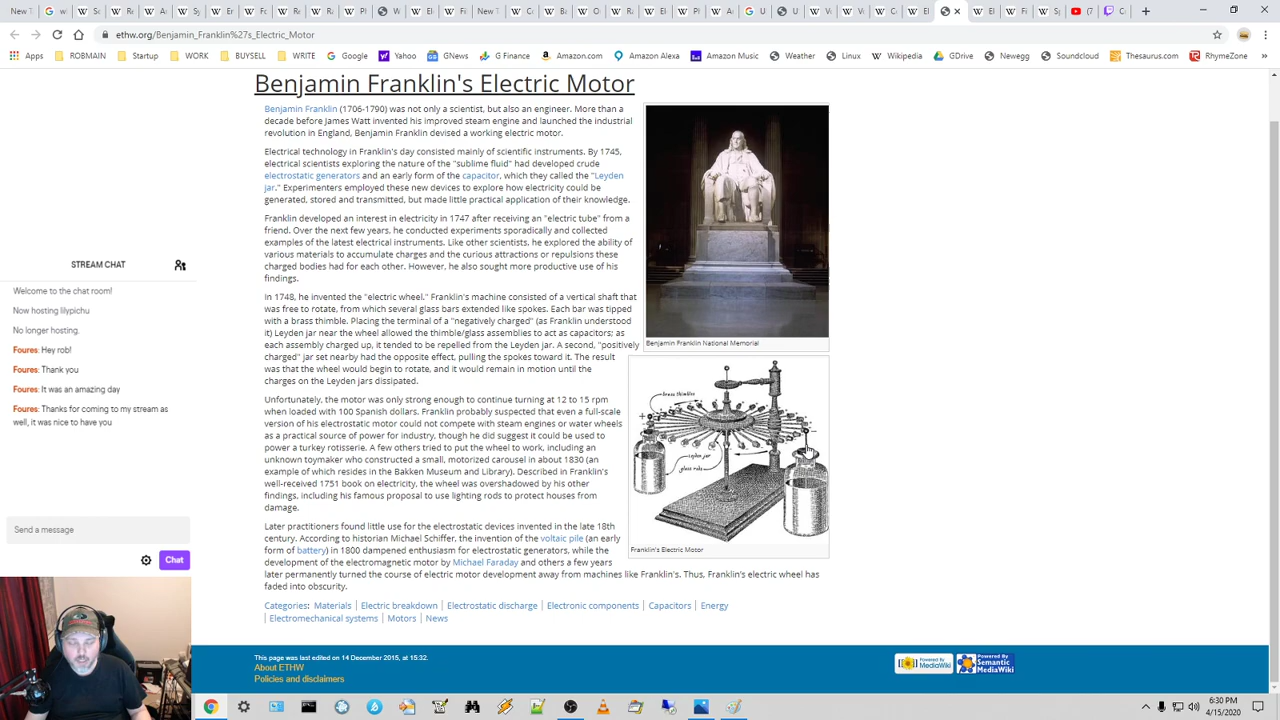 New T
ethw.org/Benjamin_Franklin%27s_Electric_Motor
Apps ROBMAIN Startup WORK BUYSELL WRITE Google Yahoo GNews G Finance Amazon.com Amazon Alexa Amazon Music Weather Linux Wikipedia GDrive Newegg Soundcloud Thesaurus.com RhymeZone
Benjamin Franklin's Electric Motor
Benjamin Franklin (1706-1790) was not only a scientist, but also an engineer. More than a
decade before James Watt invented his improved steam engine and launched the industrial
revolution in England, Benjamin Franklin devised a working electric motor.
Electrical technology in Franklin's day consisted mainly of scientific instruments. By 1745,
electrical scientists exploring the nature of the "sublime fluid" had developed crude
electrostatic generators and an early form of the capacitor, which they called the "Leyden
jar." Experimenters employed these new devices to explore how electricity could be
generated, stored and transmitted, but made little practical application of their knowledge.
Franklin developed an interest in electricity in 1747 after receiving an "electric tube" from a
friend. Over the next few years, he conducted experiments sporadically and collected
examples of the latest electrical instruments. Like other scientists, he explored the ability of
various materials to accumulate charges and the curious attractions or repulsions these
charged bodies had for each other. However, he also sought more productive use of his
findings.
In 1748, he invented the "electric wheel." Franklin's machine consisted of a vertical shaft that
was free to rotate, from which several glass bars extended like spokes. Each bar was tipped
with a brass thimble. Placing the terminal of a "negatively charged" (as Franklin understood
it) Leyden jar near the wheel allowed the thimble/glass assemblies to act as capacitors; as
each assembly charged up, it tended to be repelled from the Leyden jar. A second, "positively
charged" jar set nearby had the opposite effect, pulling the spokes toward it. The result
was that the wheel would begin to rotate, and it would remain in motion until the
charges on the Leyden jars dissipated.
Unfortunately, the motor was only strong enough to continue turning at 12 to 15 rpm
when loaded with 100 Spanish dollars. Franklin probably suspected that even a full-scale
version of his electrostatic motor could not compete with steam engines or water wheels
as a practical source of power for industry, though he did suggest it could be used to
power a turkey rotisserie. A few others tried to put the wheel to work, including an
unknown toymaker who constructed a small, motorized carousel in about 1830 (an
example of which resides in the Bakken Museum and Library). Described in Franklin's
well-received 1751 book on electricity, the wheel was overshadowed by his other
findings, including his famous proposal to use lighting rods to protect houses from
damage.
Later practitioners found little use for the electrostatic devices invented in the late 18th
century. According to historian Michael Schiffer, the invention of the voltaic pile (an early
form of battery) in 1800 dampened enthusiasm for electrostatic generators, while the
development of the electromagnetic motor by Michael Faraday and others a few years
later permanently turned the course of electric motor development away from machines like Franklin's. Thus, Franklin's electric wheel has
faded into obscurity.
Benjamin Franklin National Memorial
brass thimbles
leyden jar
glass rods
Franklin's Electric Motor
Categories: Materials | Electric breakdown | Electrostatic discharge | Electronic components | Capacitors | Energy
| Electromechanical systems | Motors | News
This page was last edited on 14 December 2015, at 15:32.
About ETHW
Policies and disclaimers
Powered By MediaWiki
Powered By Semantic MediaWiki
STREAM CHAT
Welcome to the chat room!
Now hosting lilypichu
No longer hosting.
Foures: Hey rob!
Foures: Thank you
Foures: It was an amazing day
Foures: Thanks for coming to my stream as
well, it was nice to have you
Send a message
Chat
6:30 PM
4/15/2020